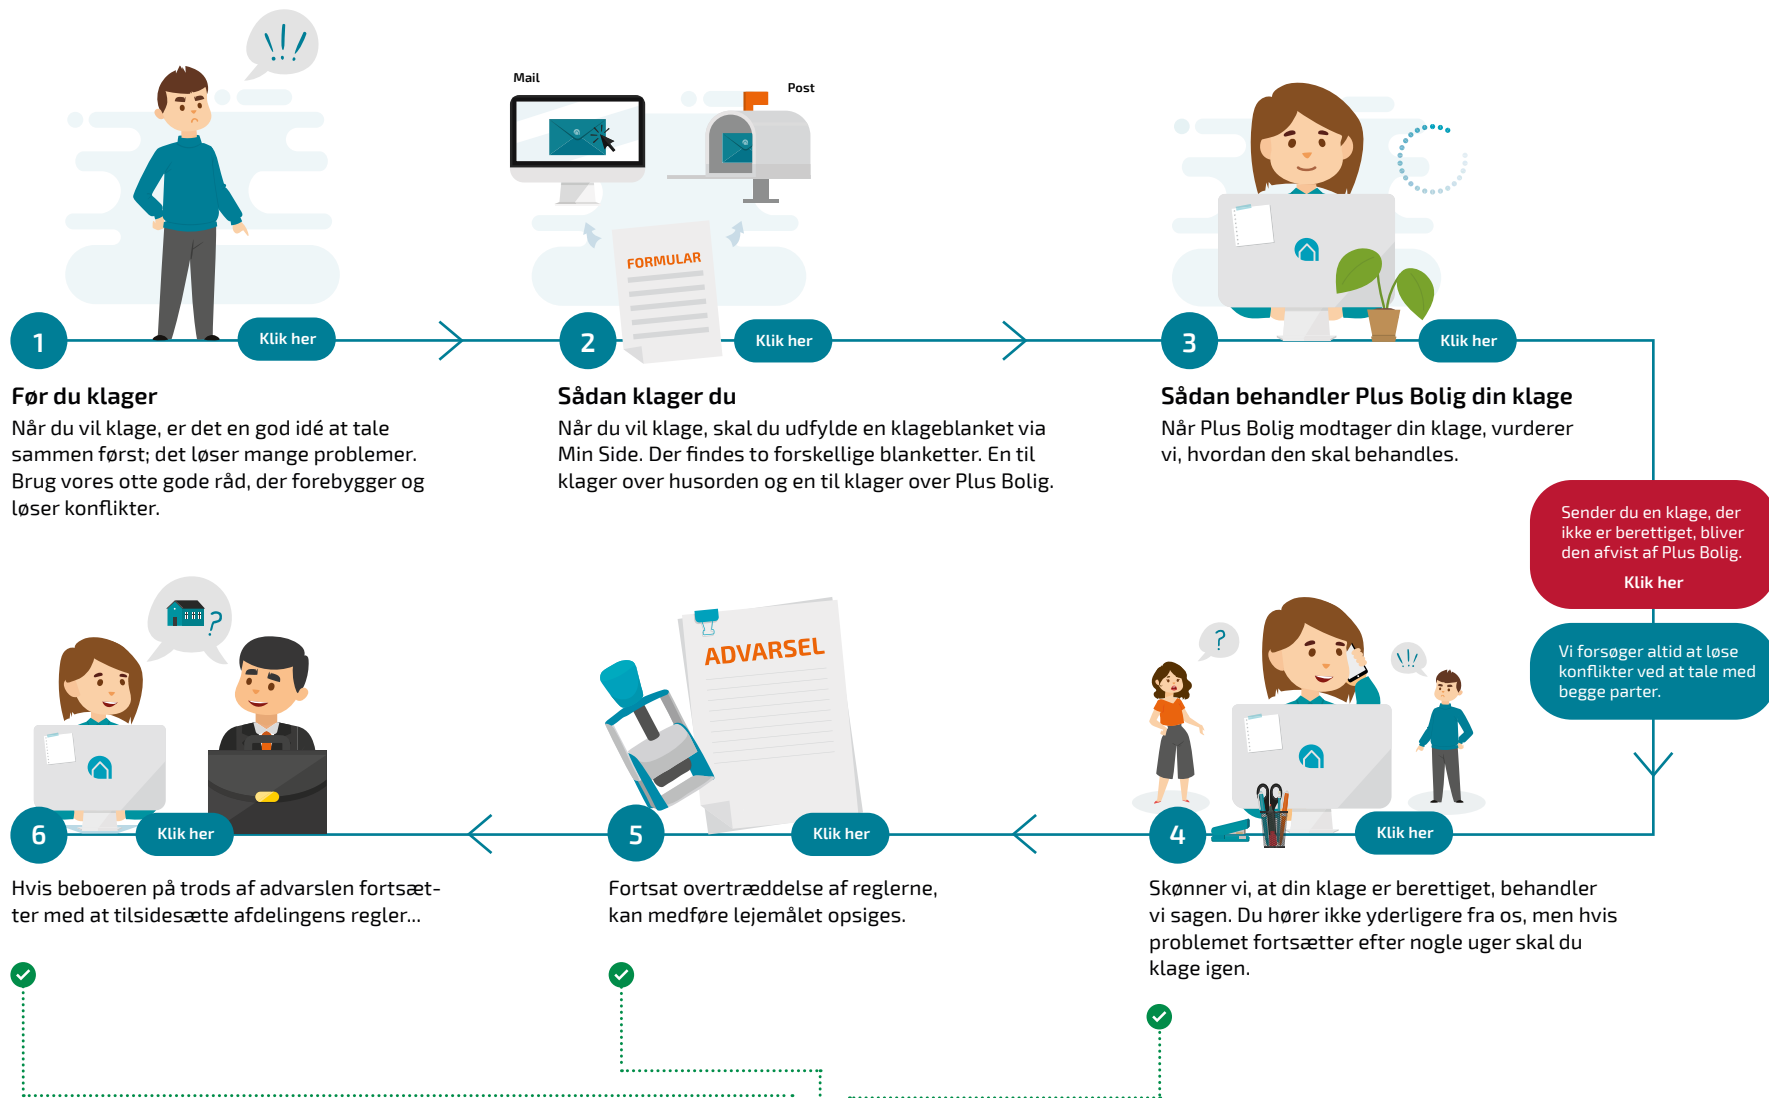 Mail
Post
FORMULAR
1
Klik her
2
Klik her
3
Klik her
Før du klager
Når du vil klage, er det en god idé at tale
sammen først; det løser mange problemer.
Brug vores otte gode råd, der forebygger og
løser konflikter.
Sådan klager du
Når du vil klage, skal du udfylde en klageblanket via
Min Side. Der findes to forskellige blanketter. En til
klager over husorden og en til klager over Plus Bolig.
Sådan behandler Plus Bolig din klage
Når Plus Bolig modtager din klage, vurderer
vi, hvordan den skal behandles.
Sender du en klage, der
ikke er berettiget, bliver
den afvist af Plus Bolig.
Klik her
Vi forsøger altid at løse
konflikter ved at tale med
begge parter.
?
4
Klik her
Skønner vi, at din klage er berettiget, behandler
vi sagen. Du hører ikke yderligere fra os, men hvis
problemet fortsætter efter nogle uger skal du
klage igen.
ADVARSEL
5
Klik her
Fortsat overtræddelse af reglerne,
kan medføre lejemålet opsiges.
?
6
Klik her
Hvis beboeren på trods af advarslen fortsæt-
ter med at tilsidesætte afdelingens regler...